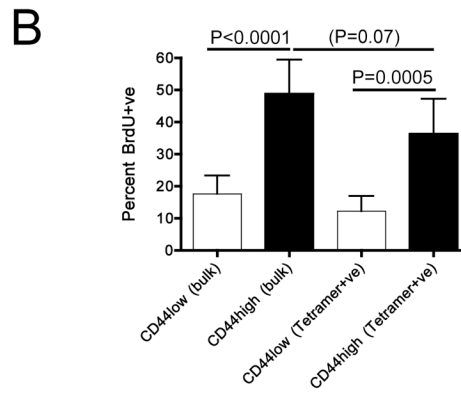 B
P<0.0001
(P=0.07)
P=0.0005
Percent BrdU+ve
60
50
40
30
20
10
0
CD44low (bulk)
CD44high (bulk)
CD44low (Tetramer+ve)
CD44high (Tetramer+ve)